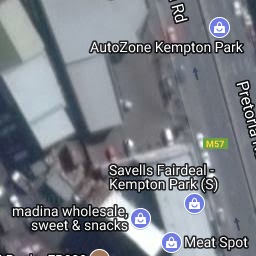 Rd
AutoZone Kempton Park
Pretoria
M57
Savells Fairdeal -
Kempton Park (S)
madina wholesale,
sweet & snacks
Meat Spot